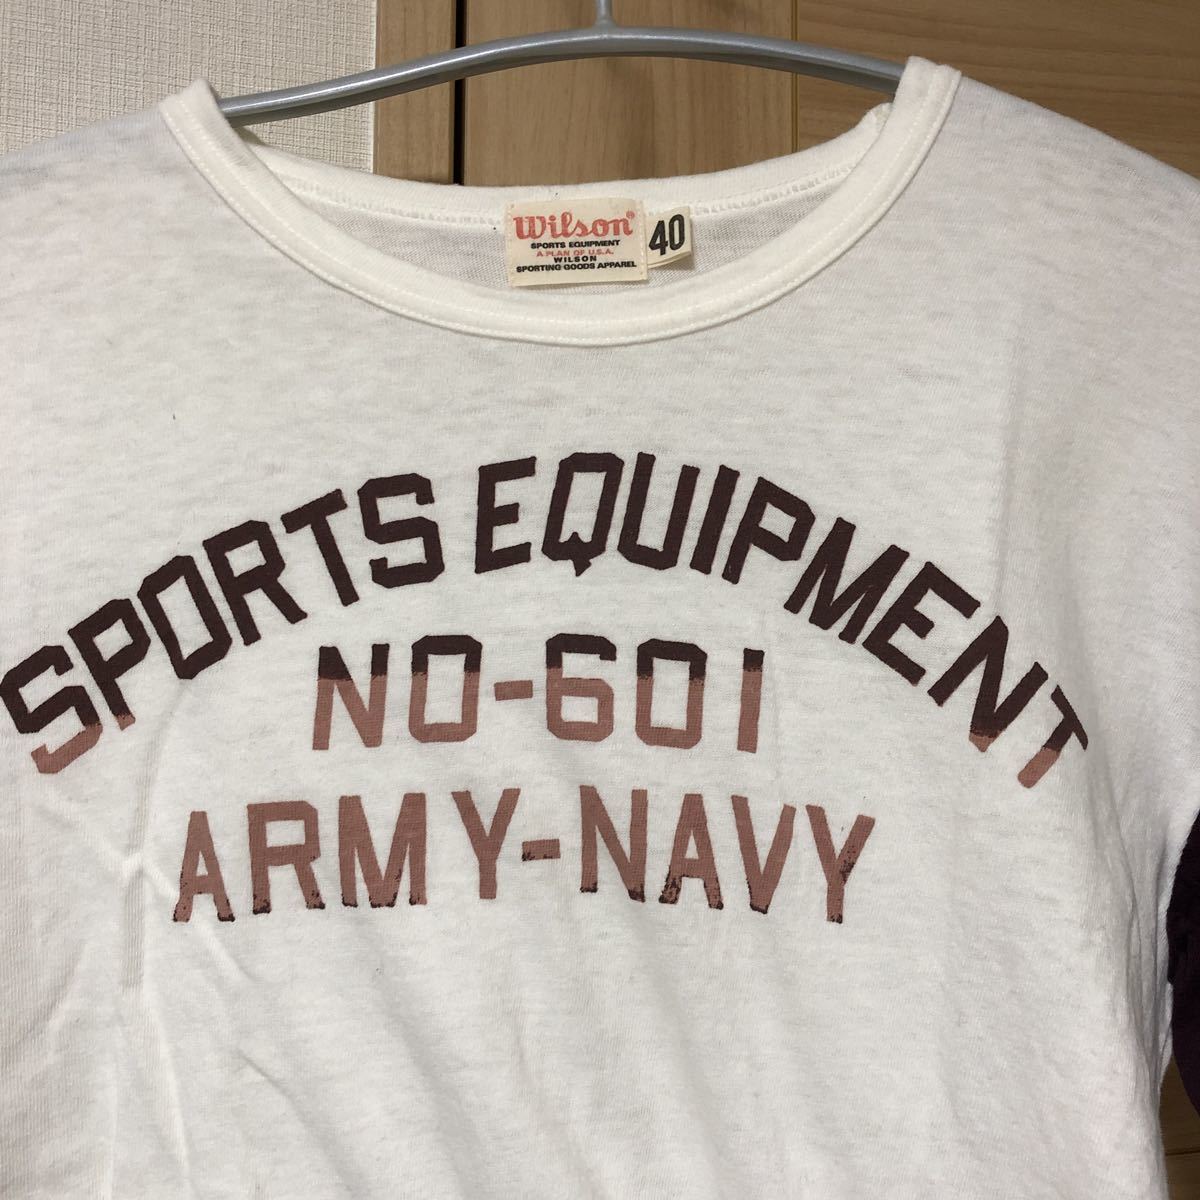 Wilson®
SPORTS EQUIPMENT
A PLAN OF U.S.A.
WILSON
SPORTING GOODS APPAREL
40
SPORTS EQUIPMENT
NO-601
ARMY-NAVY